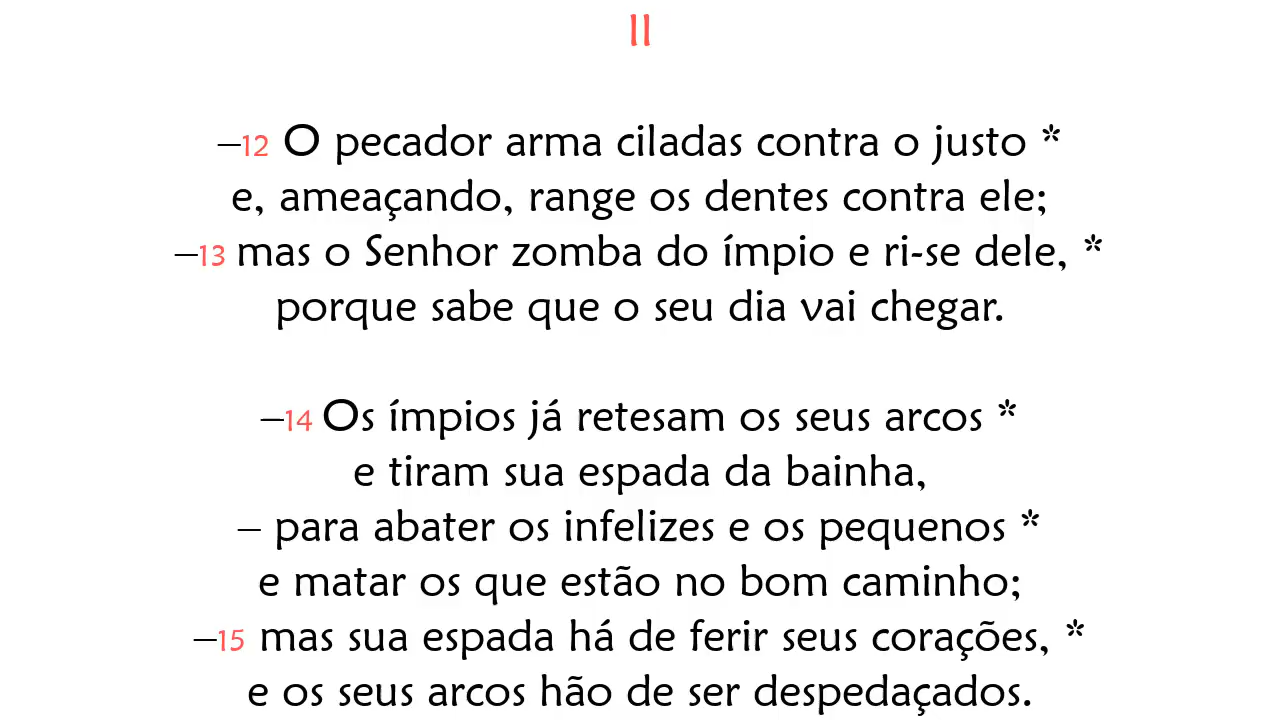 II
–12 O pecador arma ciladas contra o justo *
e, ameaçando, range os dentes contra ele;
–13 mas o Senhor zomba do ímpio e ri-se dele, *
porque sabe que o seu dia vai chegar.
–14 Os ímpios já retesam os seus arcos *
e tiram sua espada da bainha,
– para abater os infelizes e os pequenos *
e matar os que estão no bom caminho;
–15 mas sua espada há de ferir seus corações, *
e os seus arcos hão de ser despedaçados.